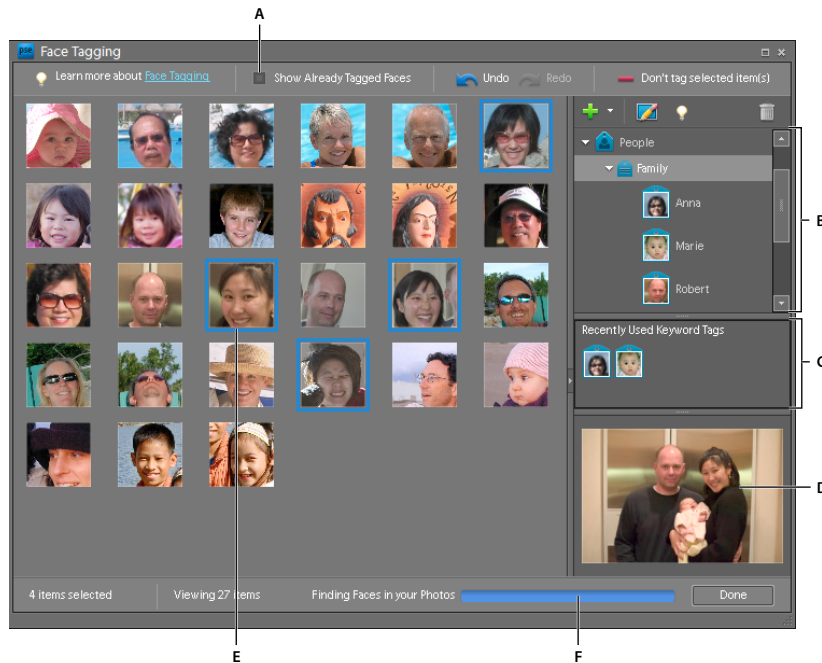 A
pse Face Tagging
Learn more about Face Tagging
Show Already Tagged Faces
Undo
Redo
Don't tag selected item(s)
People
Family
Anna
Marie
Robert
B
Recently Used Keyword Tags
C
D
4 items selected
Viewing 27 items
Finding Faces in your Photos
Done
E
F